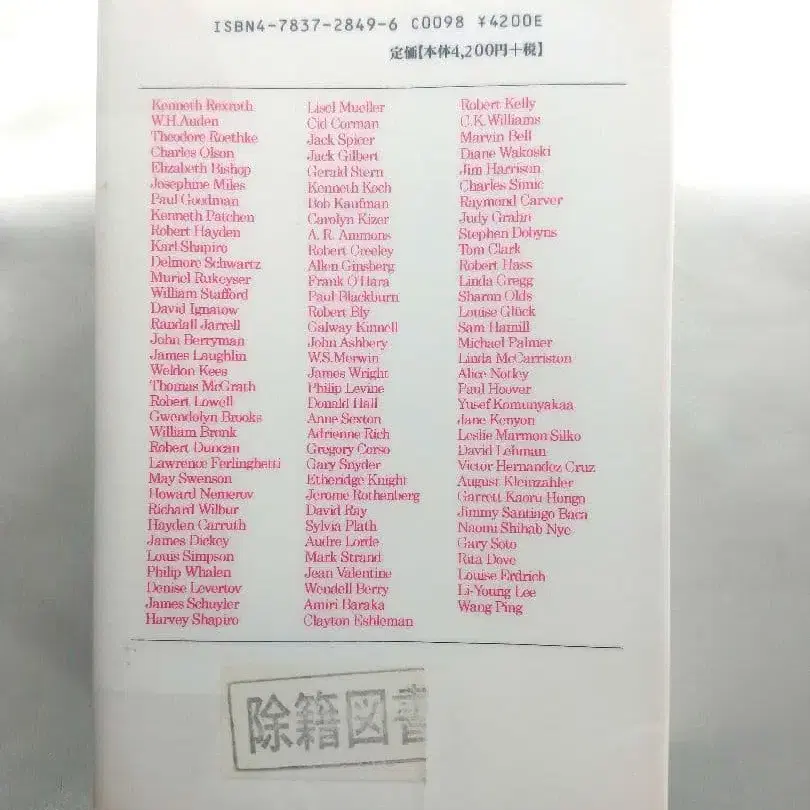 ISBN4-7837-2849-6 C0098 ¥4200E
定価【本体4,200円+税】
Kenneth Rexroth
W.H.Auden
Theodore Roethke
Charles Olson
Elizabeth Bishop
Josephine Miles
Paul Goodman
Kenneth Patchen
Robert Hayden
Karl Shapiro
Delmore Schwartz
Muriel Rukeyser
William Stafford
David Ignatow
Randall Jarrell
John Berryman
James Laughlin
Weldon Kees
Thomas McGrath
Robert Lowell
Gwendolyn Brooks
William Bronk
Robert Duncan
Lawrence Ferlinghetti
May Swenson
Howard Nemerov
Richard Wilbur
Hayden Carruth
James Dickey
Louis Simpson
Philip Whalen
Denise Levertov
James Schuyler
Harvey Shapiro
Lisel Mueller
Cid Corman
Jack Spicer
Jack Gilbert
Gerald Stern
Kenneth Koch
Bob Kaufman
Carolyn Kizer
A. R. Ammons
Robert Creeley
Allen Ginsberg
Frank O'Hara
Paul Blackburn
Robert Bly
Galway Kinnell
John Ashbery
W.S.Merwin
James Wright
Philip Levine
Donald Hall
Anne Sexton
Adrienne Rich
Gregory Corso
Gary Snyder
Etheridge Knight
Jerome Rothenberg
David Ray
Sylvia Plath
Audre Lorde
Mark Strand
Jean Valentine
Wendell Berry
Amiri Baraka
Clayton Eshleman
Robert Kelly
C.K.Williams
Marvin Bell
Diane Wakoski
Jim Harrison
Charles Simic
Raymond Carver
Judy Grahn
Stephen Dobyns
Tom Clark
Robert Hass
Linda Gregg
Sharon Olds
Louise Glück
Sam Hamill
Michael Palmer
Linda McCarriston
Alice Notley
Paul Hoover
Yusef Komunyakaa
Jane Kenyon
Leslie Marmon Silko
David Lehman
Victor Hernandez Cruz
August Kleinzahler
Garrett Kaoru Hongo
Jimmy Santiago Baca
Naomi Shihab Nye
Gary Soto
Rita Dove
Louise Erdrich
Li-Young Lee
Wang Ping
除籍図書